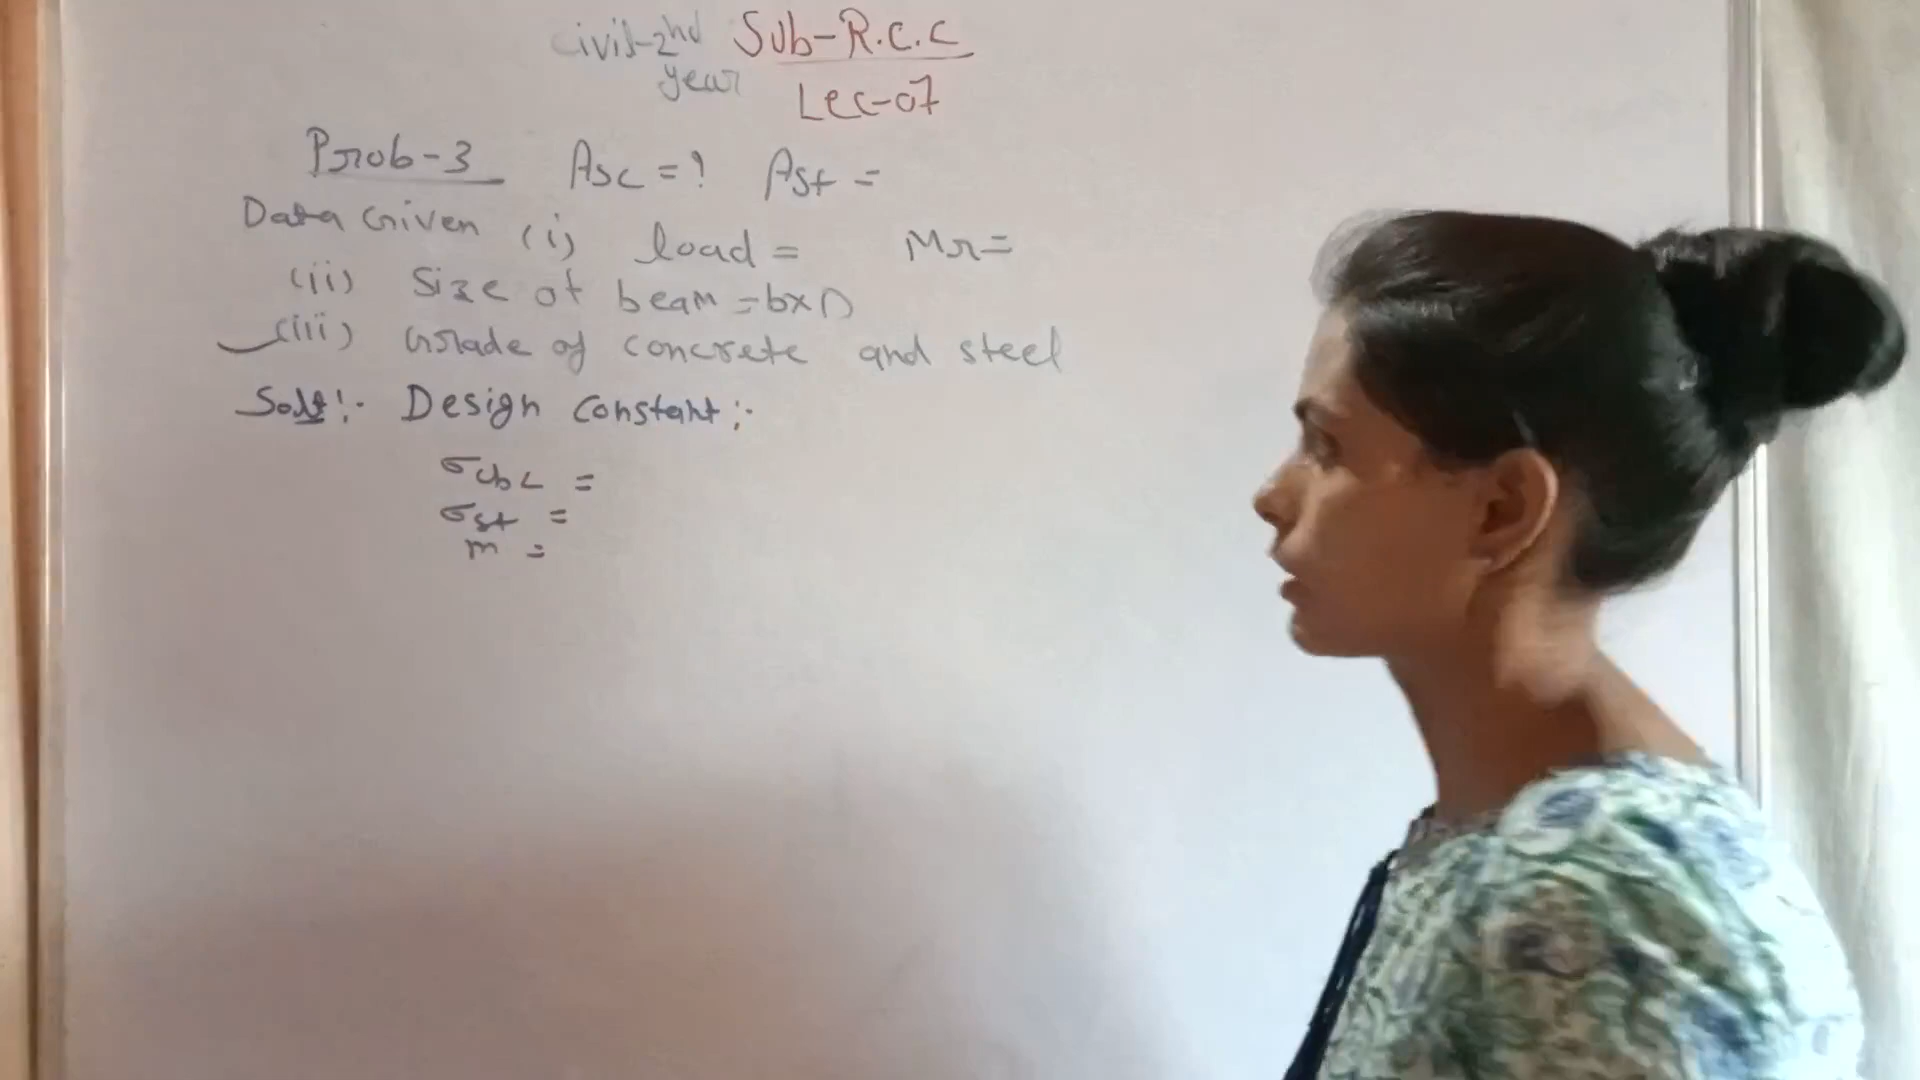 Civil-2nd year Sub-R.C.C
Lec-07
Prob-3 Asc = ? Ast =
Data Given (i) load = Mr=
(ii) Size of beam = b×D
(iii) Grade of concrete and steel
Soln:- Design Constant:-
σcbc =
σst =
m =